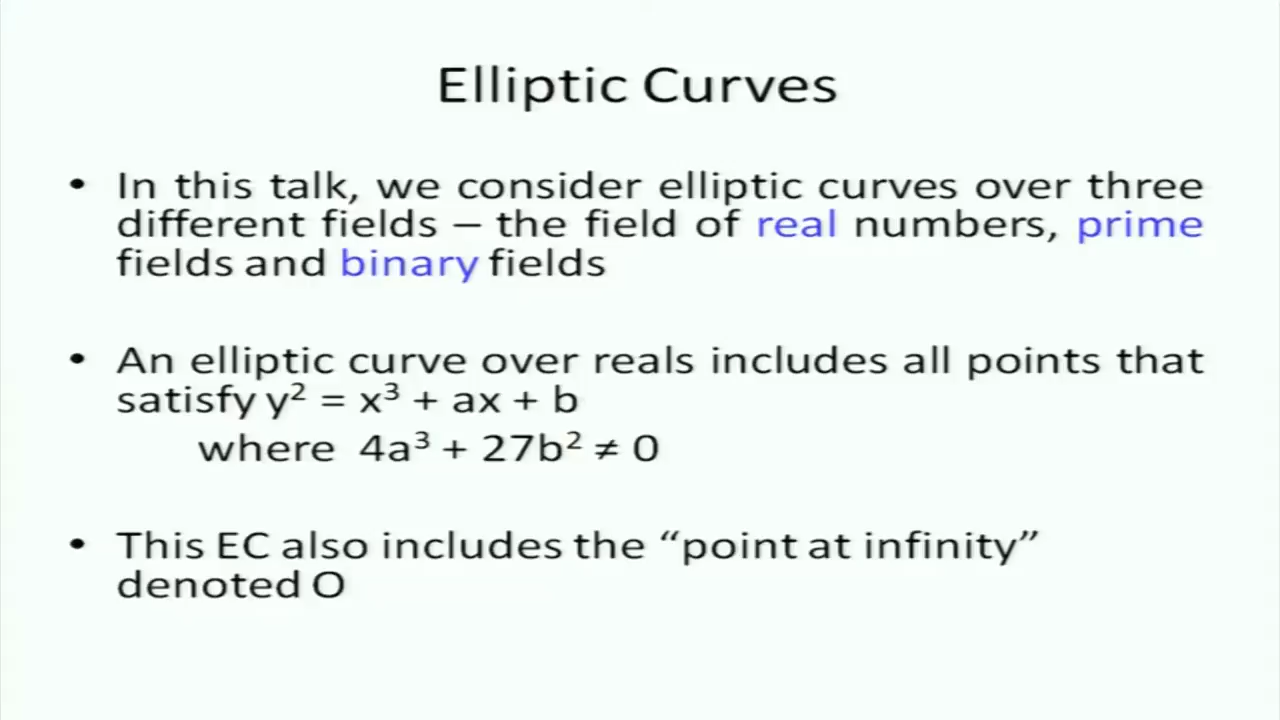 Elliptic Curves
• In this talk, we consider elliptic curves over three
different fields – the field of real numbers, prime
fields and binary fields
• An elliptic curve over reals includes all points that
satisfy y² = x³ + ax + b
where 4a³ + 27b² ≠ 0
• This EC also includes the “point at infinity”
denoted O